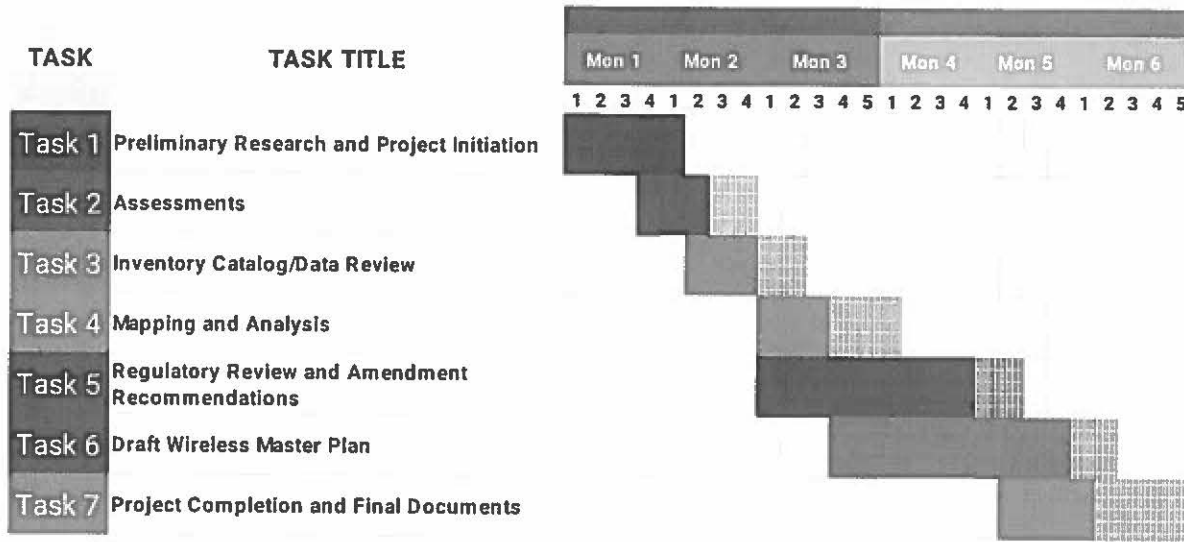 TASK TASK TITLE Mon 1 Mon 2 Mon 3 Mon 4 Mon 5 Mon 6
1 2 3 4 1 2 3 4 1 2 3 4 5 1 2 3 4 1 2 3 4 1 2 3 4 5
Task 1 Preliminary Research and Project Initiation
Task 2 Assessments
Task 3 Inventory Catalog/Data Review
Task 4 Mapping and Analysis
Task 5 Regulatory Review and Amendment
Recommendations
Task 6 Draft Wireless Master Plan
Task 7 Project Completion and Final Documents